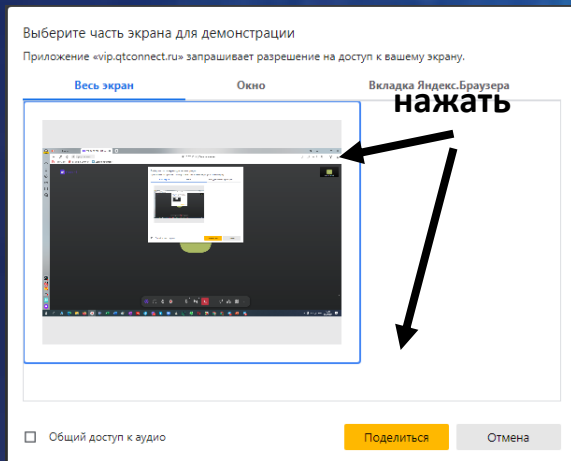 Выберите часть экрана для демонстрации
Приложение «vip.qtconnect.ru» запрашивает разрешение на доступ к вашему экрану.
Весь экран Окно Вкладка Яндекс.Браузера
нажать
Общий доступ к аудио Поделиться Отмена